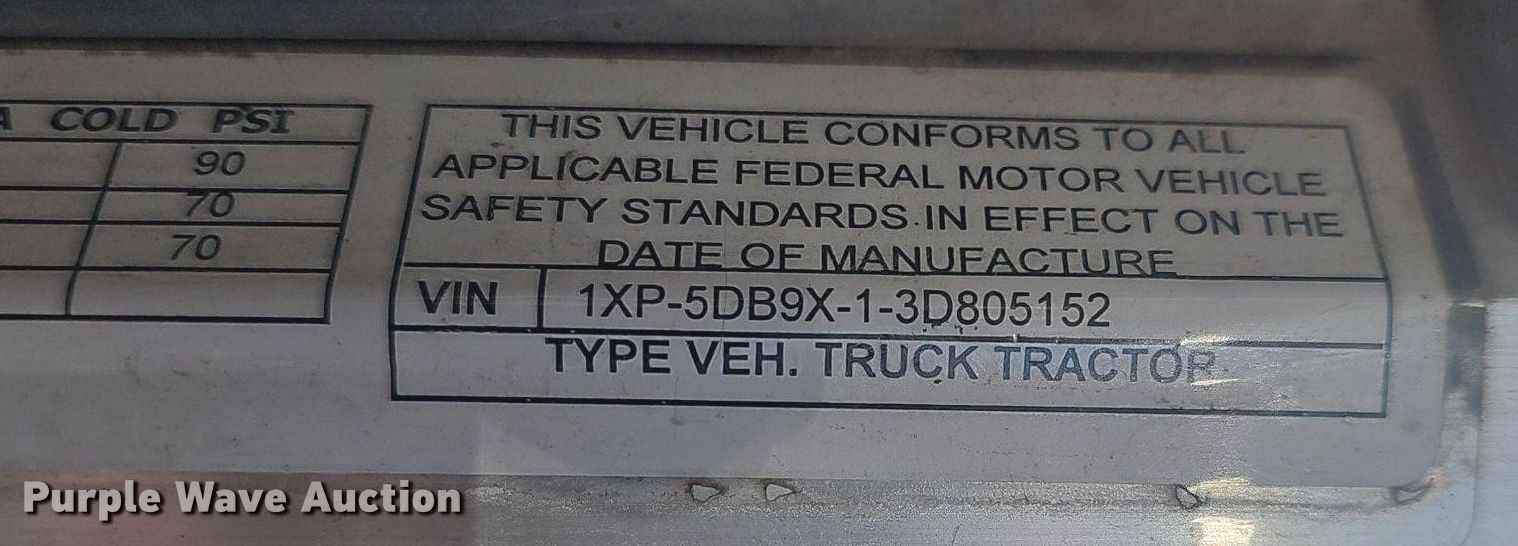 A COLD PSI
90
70
70
THIS VEHICLE CONFORMS TO ALL
APPLICABLE FEDERAL MOTOR VEHICLE
SAFETY STANDARDS IN EFFECT ON THE
DATE OF MANUFACTURE
VIN 1XP-5DB9X-1-3D805152
TYPE VEH. TRUCK TRACTOR
Purple Wave Auction